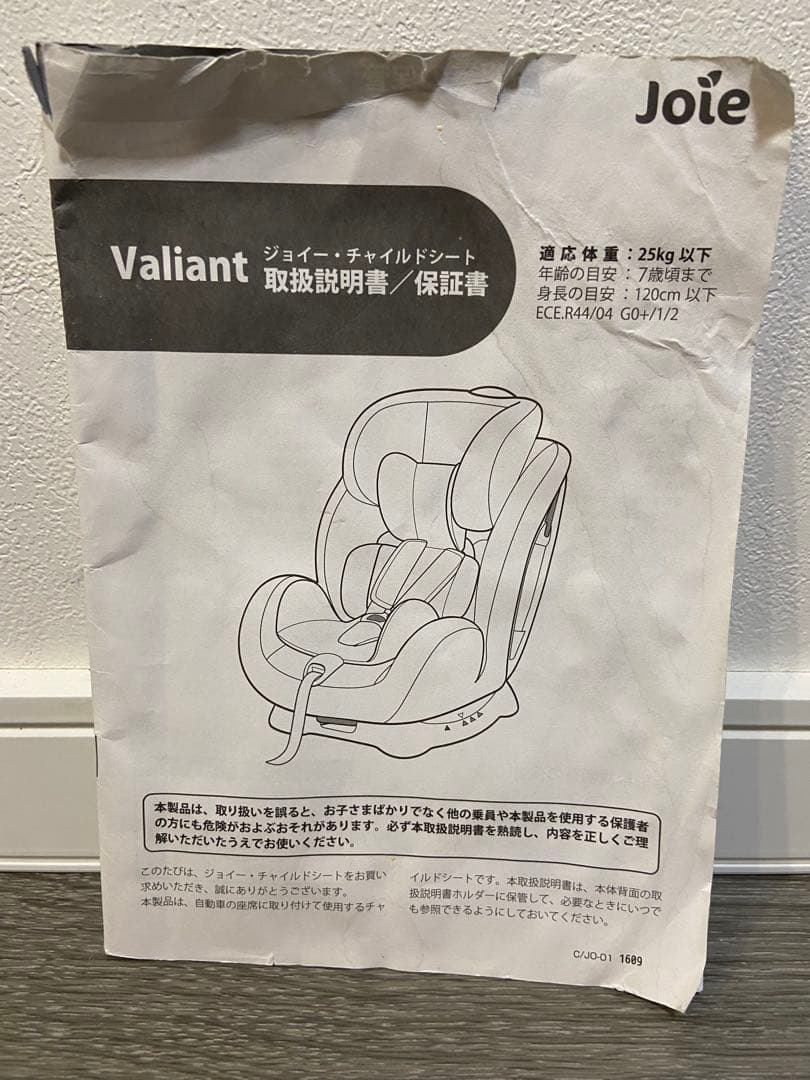 Joie
Valiant
ジョイー・チャイルドシート
取扱説明書／保証書
適応体重：25kg以下
年齢の目安：7歳頃まで
身長の目安：120cm以下
ECE.R44/04 G0+/1/2
本製品は、取り扱いを誤ると、お子さまばかりでなく他の乗員や本製品を使用する保護者
の方にも危険がおよぶおそれがあります。必ず本取扱説明書を熟読し、内容を正しくご理
解いただいたうえでお使いください。
このたびは、ジョイー・チャイルドシートをお買い
求めいただき、誠にありがとうございます。
本製品は、自動車の座席に取り付けて使用するチャ
イルドシートです。本取扱説明書は、本体背面の取
扱説明書ホルダーに保管して、必要なときにいつで
も参照できるようにしておいてください。
C/JO-01 1609